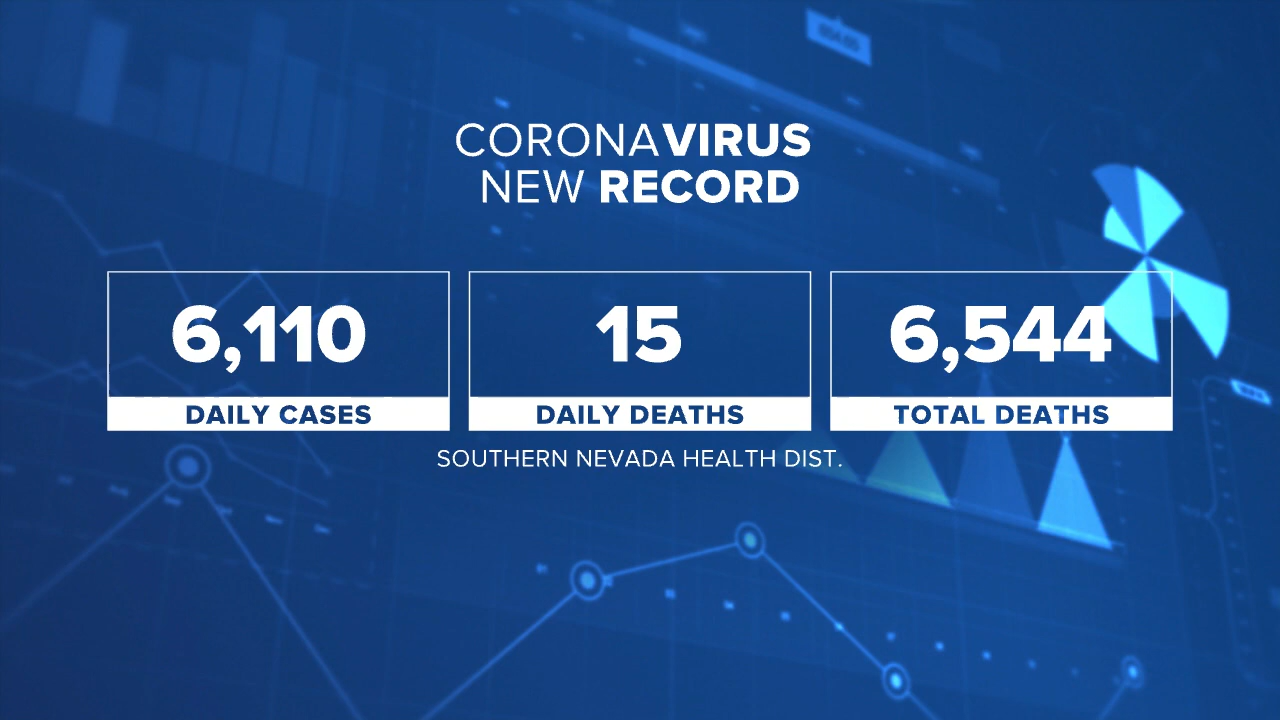 CORONAVIRUS
NEW RECORD
6,110
15
6,544
DAILY CASES
DAILY DEATHS
TOTAL DEATHS
SOUTHERN NEVADA HEALTH DIST.